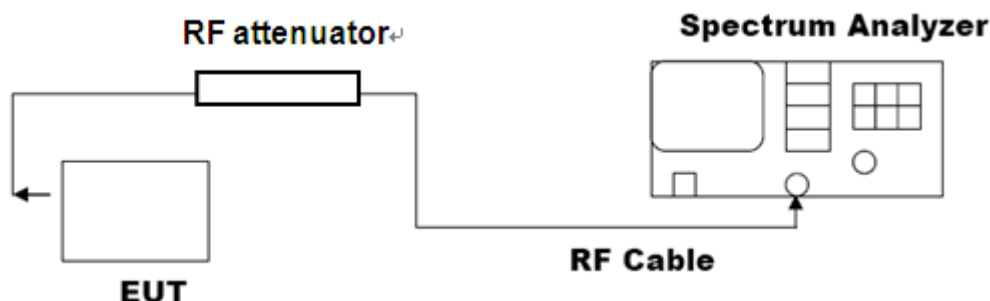 RF attenuator↵
Spectrum Analyzer
RF Cable
EUT